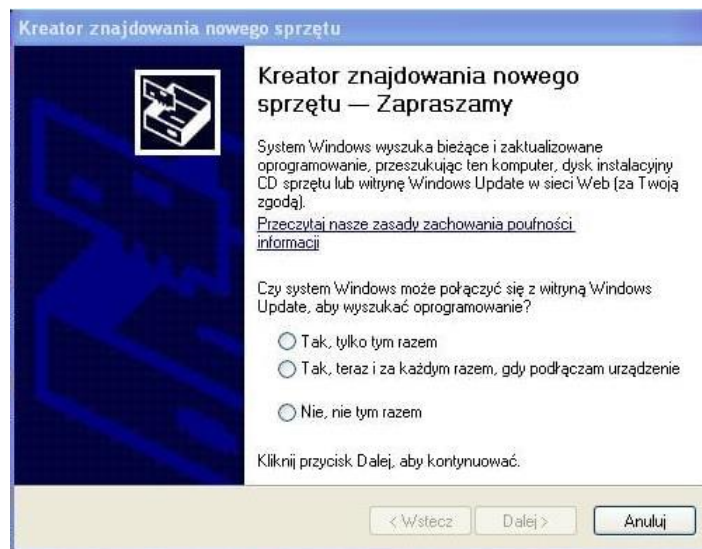 Kreator znajdowania nowego sprzętu
Kreator znajdowania nowego
sprzętu — Zapraszamy
System Windows wyszuka bieżące i zaktualizowane
oprogramowanie, przeszukując ten komputer, dysk instalacyjny
CD sprzętu lub witrynę Windows Update w sieci Web (za Twoją
zgodą).
Przeczytaj nasze zasady zachowania poufności
informacji
Czy system Windows może połączyć się z witryną Windows
Update, aby wyszukać oprogramowanie?
Tak, tylko tym razem
Tak, teraz i za każdym razem, gdy podłączam urządzenie
Nie, nie tym razem
Kliknij przycisk Dalej, aby kontynuować.
< Wstecz Dalej > Anuluj